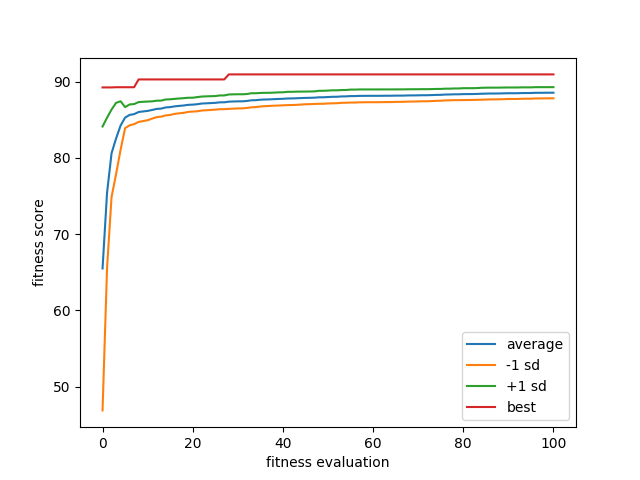 90
80
70
60
50
fitness score
0 20 40 60 80 100
fitness evaluation
average
-1 sd
+1 sd
best